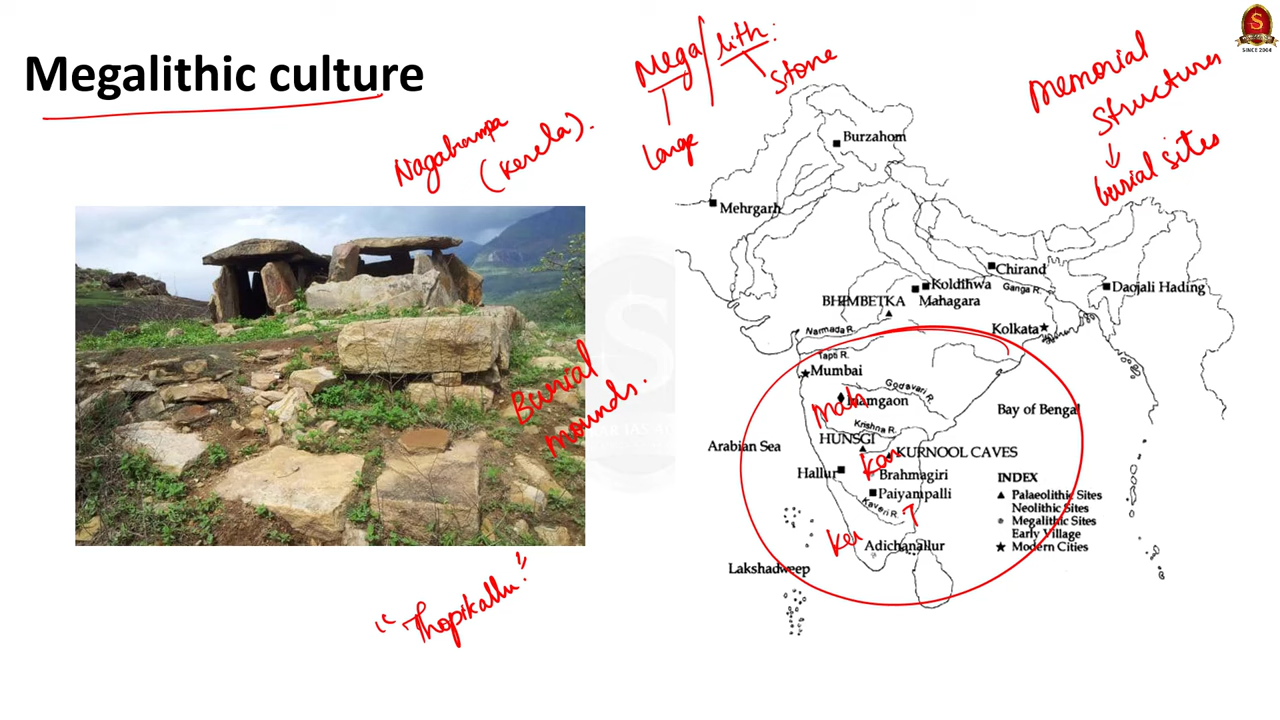 Megalithic culture
Mega/lith:
Large
stone
Memorial
structures
↓
burial sites
SINCE 2004
Nagabrampa
(Kerela).
Burial
mounds.
"Thopikallu"
Burzahom
Mehrgarh
Chirand
Koldihwa
Ganga R.
Daojali Hading
BHIMBETKA
Mahagara
Narmada R.
Kolkata
Tapti R.
Mumbai
Godavari R.
Inamgaon
Mah
Bay of Bengal
Krishna R.
HUNSGI
Arabian Sea
KURNOOL CAVES
Kar
Hallur
Brahmagiri
Paiyampalli
Kaveri R.
T
Ker
Adichanallur
Lakshadweep
INDEX
Palaeolithic Sites
Neolithic Sites
Megalithic Sites
Early Village
Modern Cities